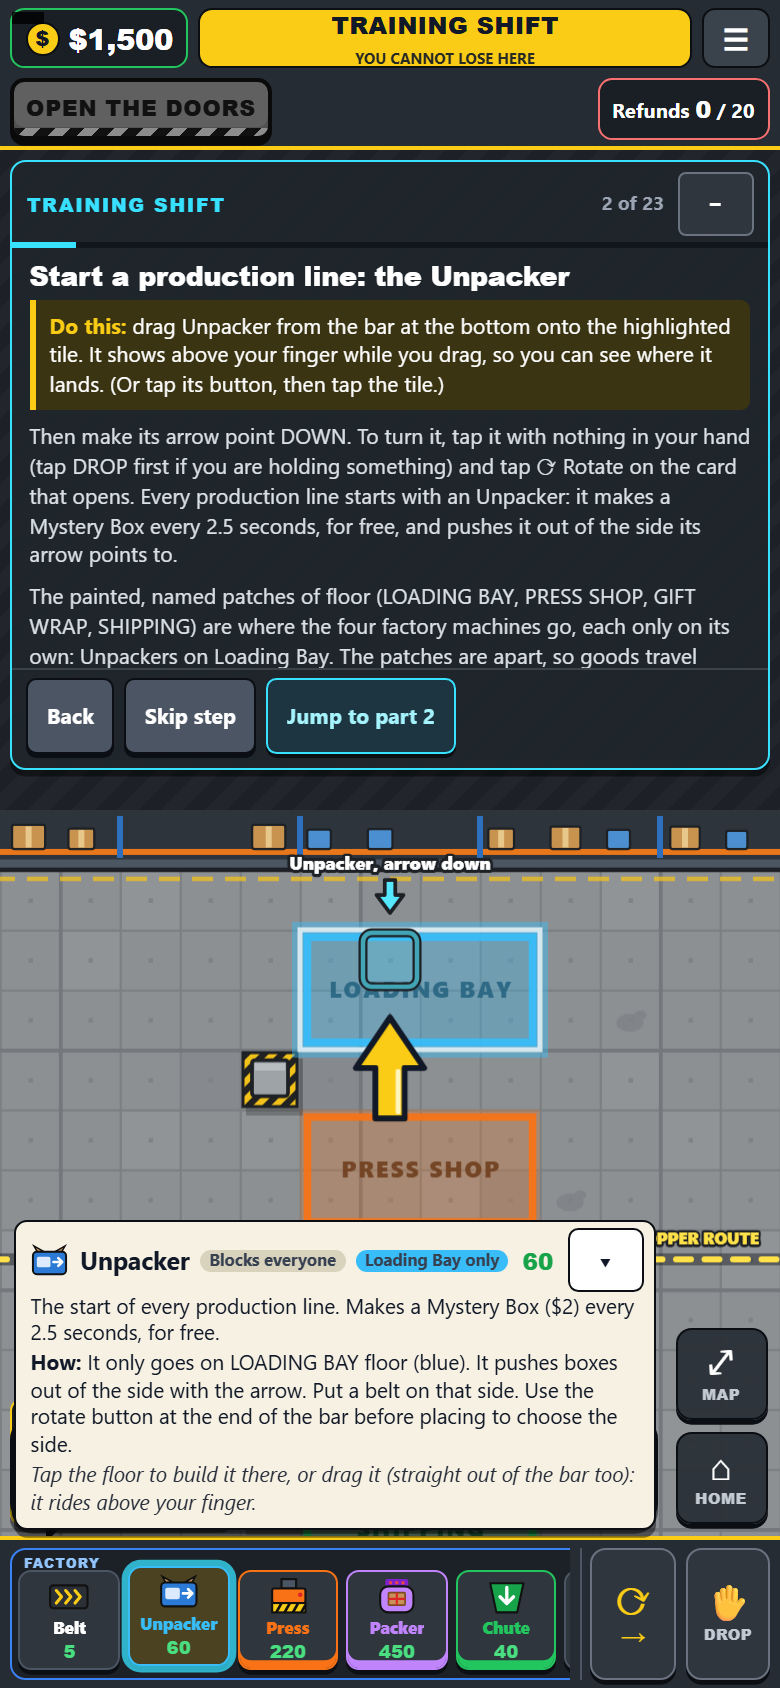 $ $1,500
TRAINING SHIFT
YOU CANNOT LOSE HERE
☰
OPEN THE DOORS
Refunds 0 / 20
TRAINING SHIFT
2 of 23
–
Start a production line: the Unpacker
Do this: drag Unpacker from the bar at the bottom onto the highlighted
tile. It shows above your finger while you drag, so you can see where it
lands. (Or tap its button, then tap the tile.)
Then make its arrow point DOWN. To turn it, tap it with nothing in your hand
(tap DROP first if you are holding something) and tap ⟳ Rotate on the card
that opens. Every production line starts with an Unpacker: it makes a
Mystery Box every 2.5 seconds, for free, and pushes it out of the side its
arrow points to.
The painted, named patches of floor (LOADING BAY, PRESS SHOP, GIFT
WRAP, SHIPPING) are where the four factory machines go, each only on its
own: Unpackers on Loading Bay. The patches are apart, so goods travel
Back
Skip step
Jump to part 2
Unpacker, arrow down
LOADING BAY
PRESS SHOP
PPER ROUTE
Unpacker
Blocks everyone
Loading Bay only
60
▼
The start of every production line. Makes a Mystery Box ($2) every
2.5 seconds, for free.
How: It only goes on LOADING BAY floor (blue). It pushes boxes
out of the side with the arrow. Put a belt on that side. Use the
rotate button at the end of the bar before placing to choose the
side.
Tap the floor to build it there, or drag it (straight out of the bar too):
it rides above your finger.
MAP
HOME
FACTORY
Belt
5
Unpacker
60
Press
220
Packer
450
Chute
40
DROP